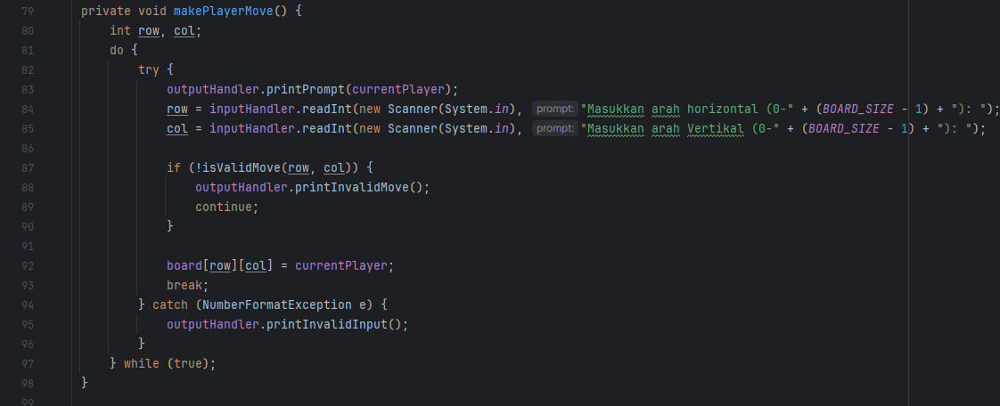 79 private void makePlayerMove() {
80 int row, col;
81 do {
82 try {
83 outputHandler.printPrompt(currentPlayer);
84 row = inputHandler.readInt(new Scanner(System.in), prompt: "Masukkan arah horizontal (0-" + (BOARD_SIZE - 1) + "): ");
85 col = inputHandler.readInt(new Scanner(System.in), prompt: "Masukkan arah Vertikal (0-" + (BOARD_SIZE - 1) + "): ");
86
87 if (!isValidMove(row, col)) {
88 outputHandler.printInvalidMove();
89 continue;
90 }
91
92 board[row][col] = currentPlayer;
93 break;
94 } catch (NumberFormatException e) {
95 outputHandler.printInvalidInput();
96 }
97 } while (true);
98 }
99